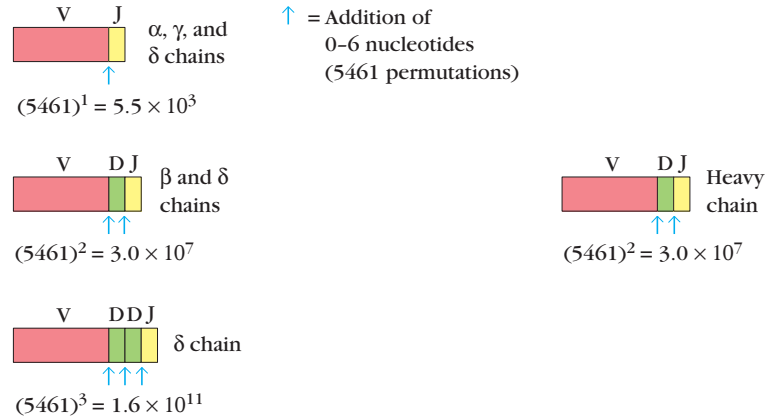 V J
α, γ, and
δ chains
(5461)¹ = 5.5 × 10³
↑ = Addition of
0–6 nucleotides
(5461 permutations)
V D J
β and δ
chains
(5461)² = 3.0 × 10⁷
V D J
Heavy
chain
(5461)² = 3.0 × 10⁷
V D D J
δ chain
(5461)³ = 1.6 × 10¹¹